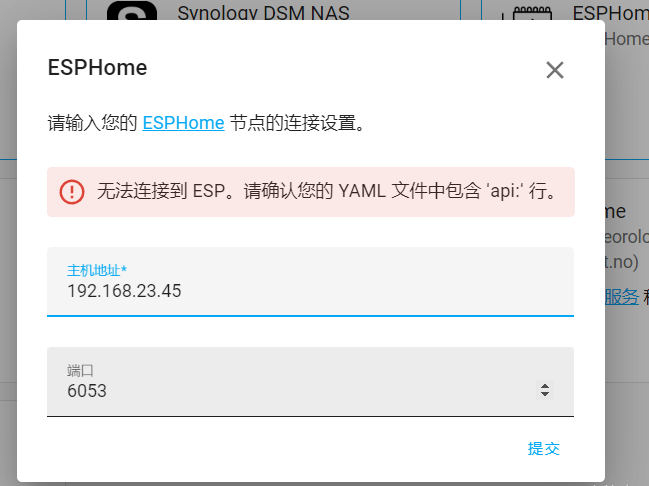 Synology DSM NAS
ESPHom
Home
ESPHome
请输入您的 ESPHome 节点的连接设置。
无法连接到 ESP。请确认您的 YAML 文件中包含 'api:' 行。
me
eorolo
t.no)
主机地址*
192.168.23.45
服务
端口
6053
提交